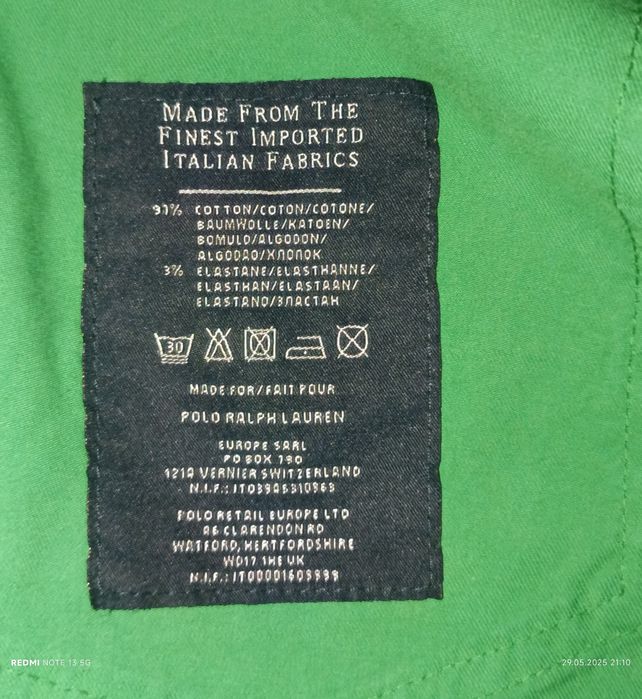 MADE FROM THE
FINEST IMPORTED
ITALIAN FABRICS
97% COTTON/COTON/COTONE/
BAUMWOLLE/KATOEN/
BOMULD/ALGODON/
ALGODAO/ХЛОПОК
3% ELASTANE/ELASTHANNE/
ELASTHAN/ELASTAAN/
ELASTANO/ЭЛАСТАН
30
MADE FOR/FAIT POUR
POLO RALPH LAUREN
EUROPE SARL
PO BOX 190
1214 VERNIER SWITZERLAND
N.I.F.:
POLO RETAIL EUROPE LTD
CLARENDON RD
WATFORD, HERTFORDSHIRE
WD17 1HE UK
N.I.F.: IT00001609999
REDMI NOTE 13 5G
29.05.2025 21:10